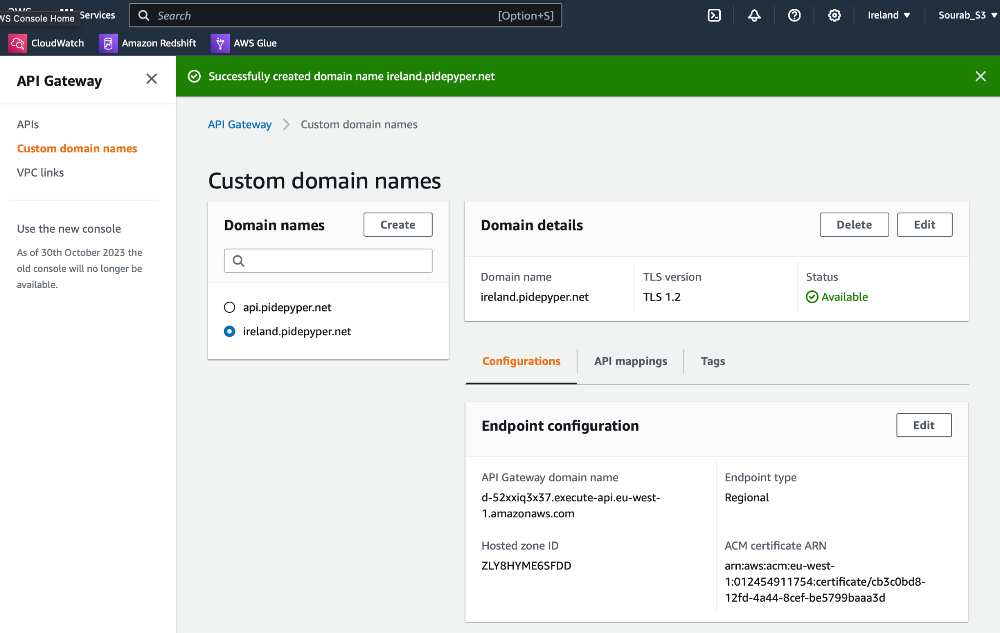 aws
WS Console Home
Services
Search
[Option+S]
Ireland
Sourab_S3
CloudWatch
Amazon Redshift
AWS Glue
API Gateway
Successfully created domain name ireland.pidepyper.net
APIs
Custom domain names
VPC links
Use the new console
As of 30th October 2023 the
old console will no longer be
available.
API Gateway
Custom domain names
Custom domain names
Domain names
Create
api.pidepyper.net
ireland.pidepyper.net
Domain details
Delete
Edit
Domain name
ireland.pidepyper.net
TLS version
TLS 1.2
Status
Available
Configurations
API mappings
Tags
Endpoint configuration
Edit
API Gateway domain name
d-52xxiq3x37.execute-api.eu-west-
1.amazonaws.com
Endpoint type
Regional
Hosted zone ID
ZLY8HYME6SFDD
ACM certificate ARN
arn:aws:acm:eu-west-
1:012454911754:certificate/cb3c0bd8-
12fd-4a44-8cef-be5799baaa3d